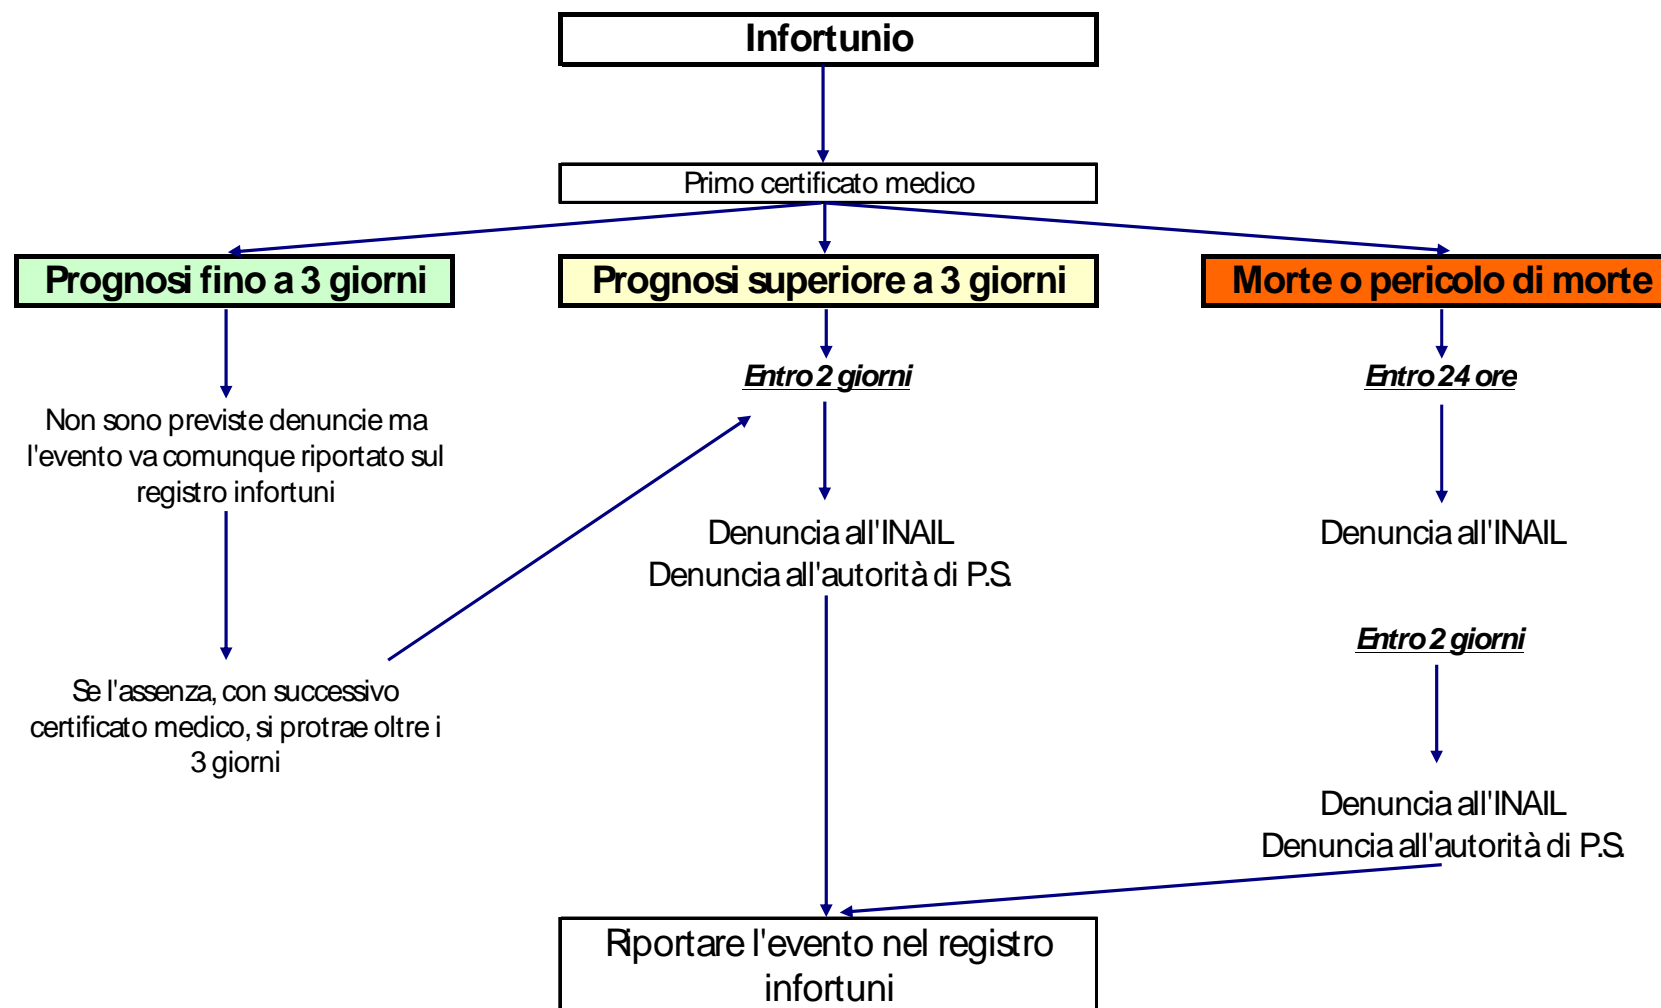 Infortunio
Primo certificato medico
Prognosi fino a 3 giorni
Prognosi superiore a 3 giorni
Morte o pericolo di morte
Entro 2 giorni
Entro 24 ore
Non sono previste denuncie ma
l'evento va comunque riportato sul
registro infortuni
Denuncia all'INAIL
Denuncia all'autorità di P.S.
Denuncia all'INAIL
Entro 2 giorni
Se l'assenza, con successivo
certificato medico, si protrae oltre i
3 giorni
Denuncia all'INAIL
Denuncia all'autorità di P.S.
Riportare l'evento nel registro
infortuni